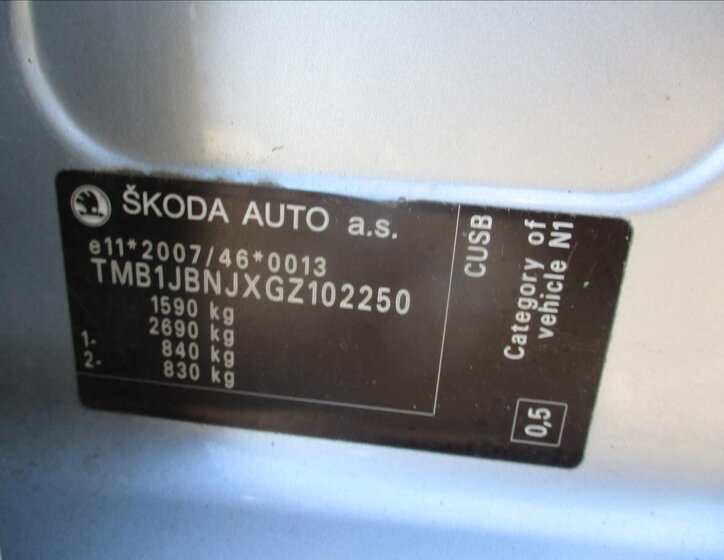 ŠKODA AUTO a.s.
e11*2007/46*0013
TMB1JBNJXGZ102250
1590 kg
2690 kg
1- 840 kg
2- 830 kg
CUSB
Category of
vehicle N1
0,5